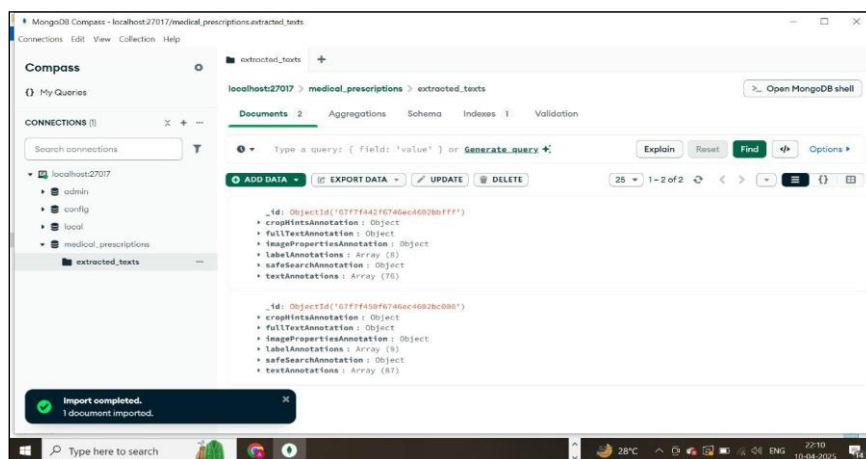 MongoDB Compass - localhost:27017/medical_prescriptions.extracted_texts
Connections Edit View Collection Help
Compass
{} My Queries
CONNECTIONS (1)
Search connections
localhost:27017
admin
config
local
medical_prescriptions
extracted_texts
extracted_texts +
localhost:27017 > medical_prescriptions > extracted_texts
>_ Open MongoDB shell
Documents 2 Aggregations Schema Indexes 1 Validation
Type a query: { field: 'value' } or Generate query
Explain Reset Find </> Options
ADD DATA EXPORT DATA UPDATE DELETE
25 1 – 2 of 2 {}
_id: ObjectId('67f7f442f6746ec4602bbfff')
cropHintsAnnotation : Object
fullTextAnnotation : Object
imagePropertiesAnnotation : Object
labelAnnotations : Array (8)
safeSearchAnnotation : Object
textAnnotations : Array (76)
_id: ObjectId('67f7f450f6746ec4602bc000')
cropHintsAnnotation : Object
fullTextAnnotation : Object
imagePropertiesAnnotation : Object
labelAnnotations : Array (9)
safeSearchAnnotation : Object
textAnnotations : Array (87)
Import completed.
1 document imported.
Type here to search
28°C
ENG
22:10
10-04-2025
14